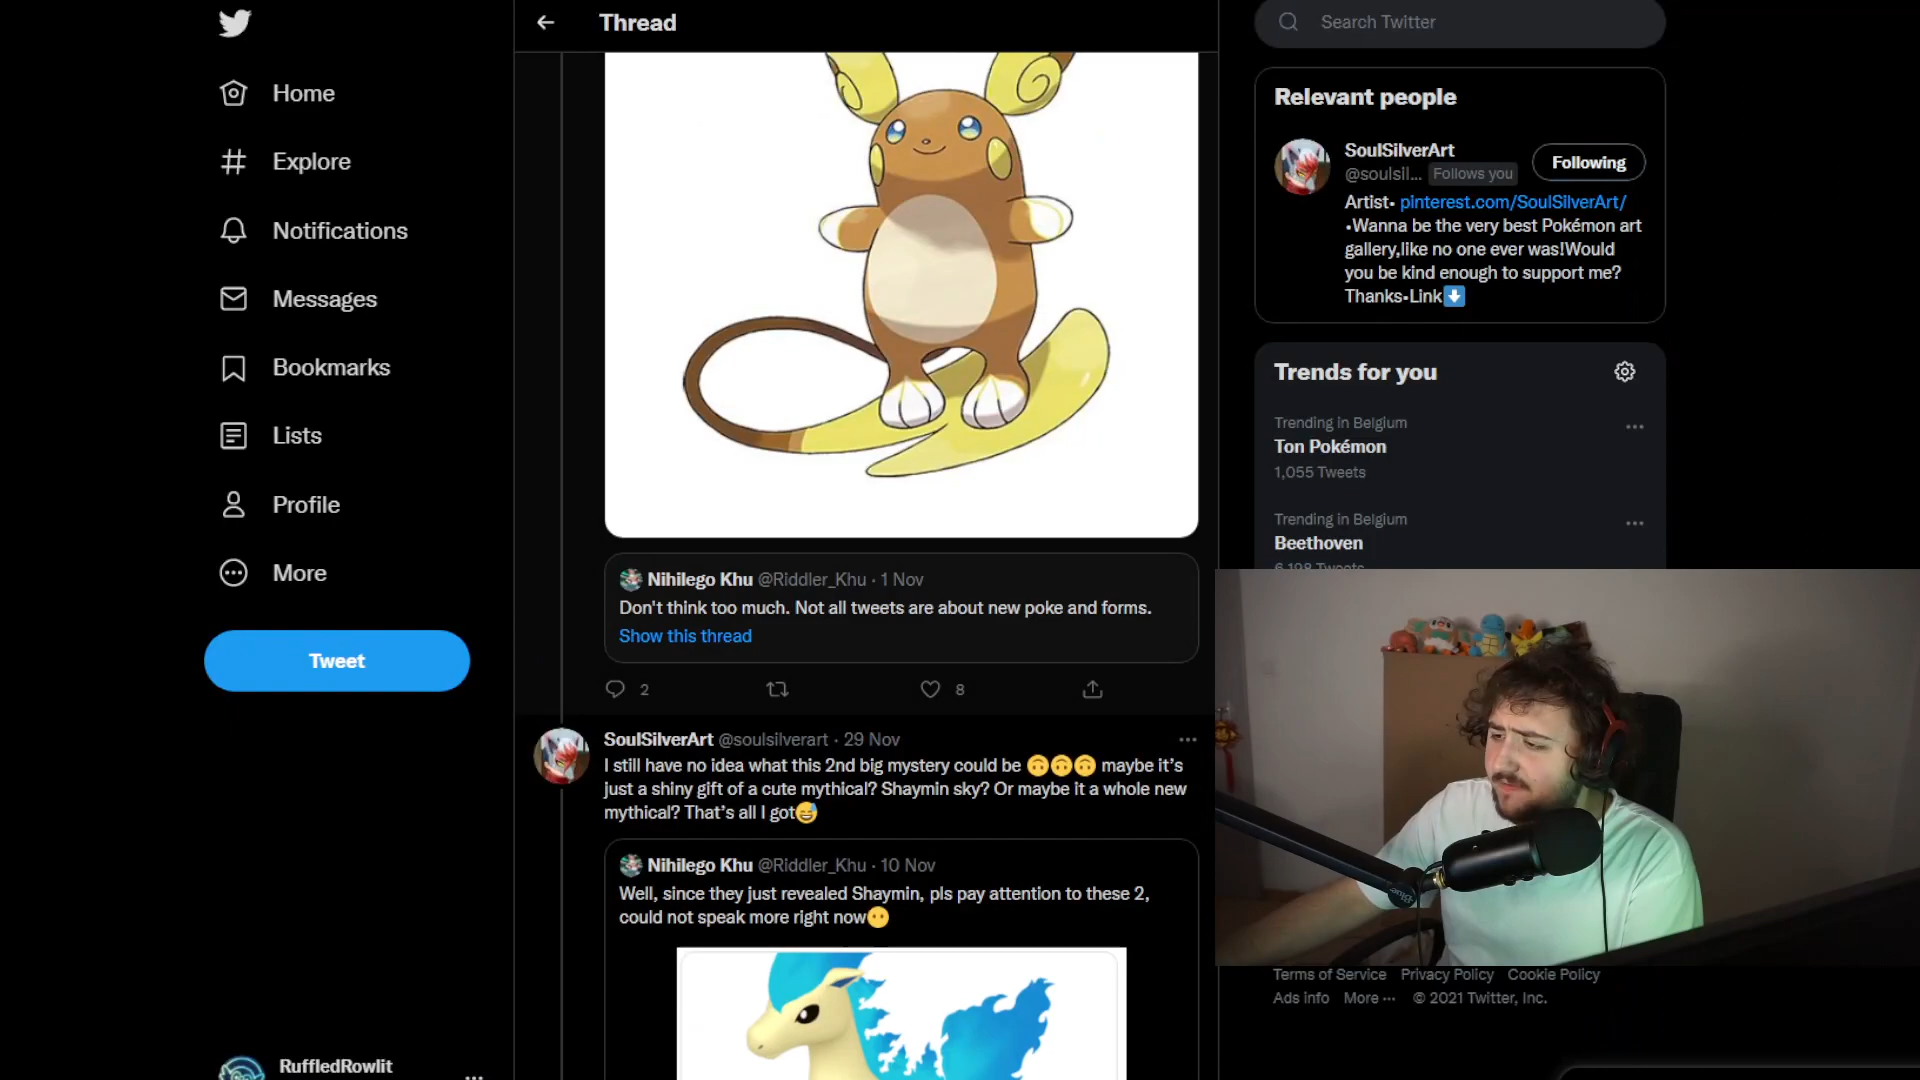 Home
Explore
Notifications
Messages
Bookmarks
Lists
Profile
More
Tweet
RuffledRowlit
Thread
Nihilego Khu @Riddler_Khu · 1 Nov
Don't think too much. Not all tweets are about new poke and forms.
Show this thread
2
8
SoulSilverArt @soulsilverart · 29 Nov
I still have no idea what this 2nd big mystery could be 🙃🙃🙃 maybe it's
just a shiny gift of a cute mythical? Shaymin sky? Or maybe it a whole new
mythical? That's all I got😅
Nihilego Khu @Riddler_Khu · 10 Nov
Well, since they just revealed Shaymin, pls pay attention to these 2,
could not speak more right now😶
Search Twitter
Relevant people
SoulSilverArt
@soulsil... Follows you
Following
Artist• pinterest.com/SoulSilverArt/
•Wanna be the very best Pokémon art
gallery,like no one ever was!Would
you be kind enough to support me?
Thanks•Link⬇
Trends for you
Trending in Belgium
Ton Pokémon
1,055 Tweets
Trending in Belgium
Beethoven
6,198 Tweets
Terms of Service Privacy Policy Cookie Policy
Ads info More ··· © 2021 Twitter, Inc.